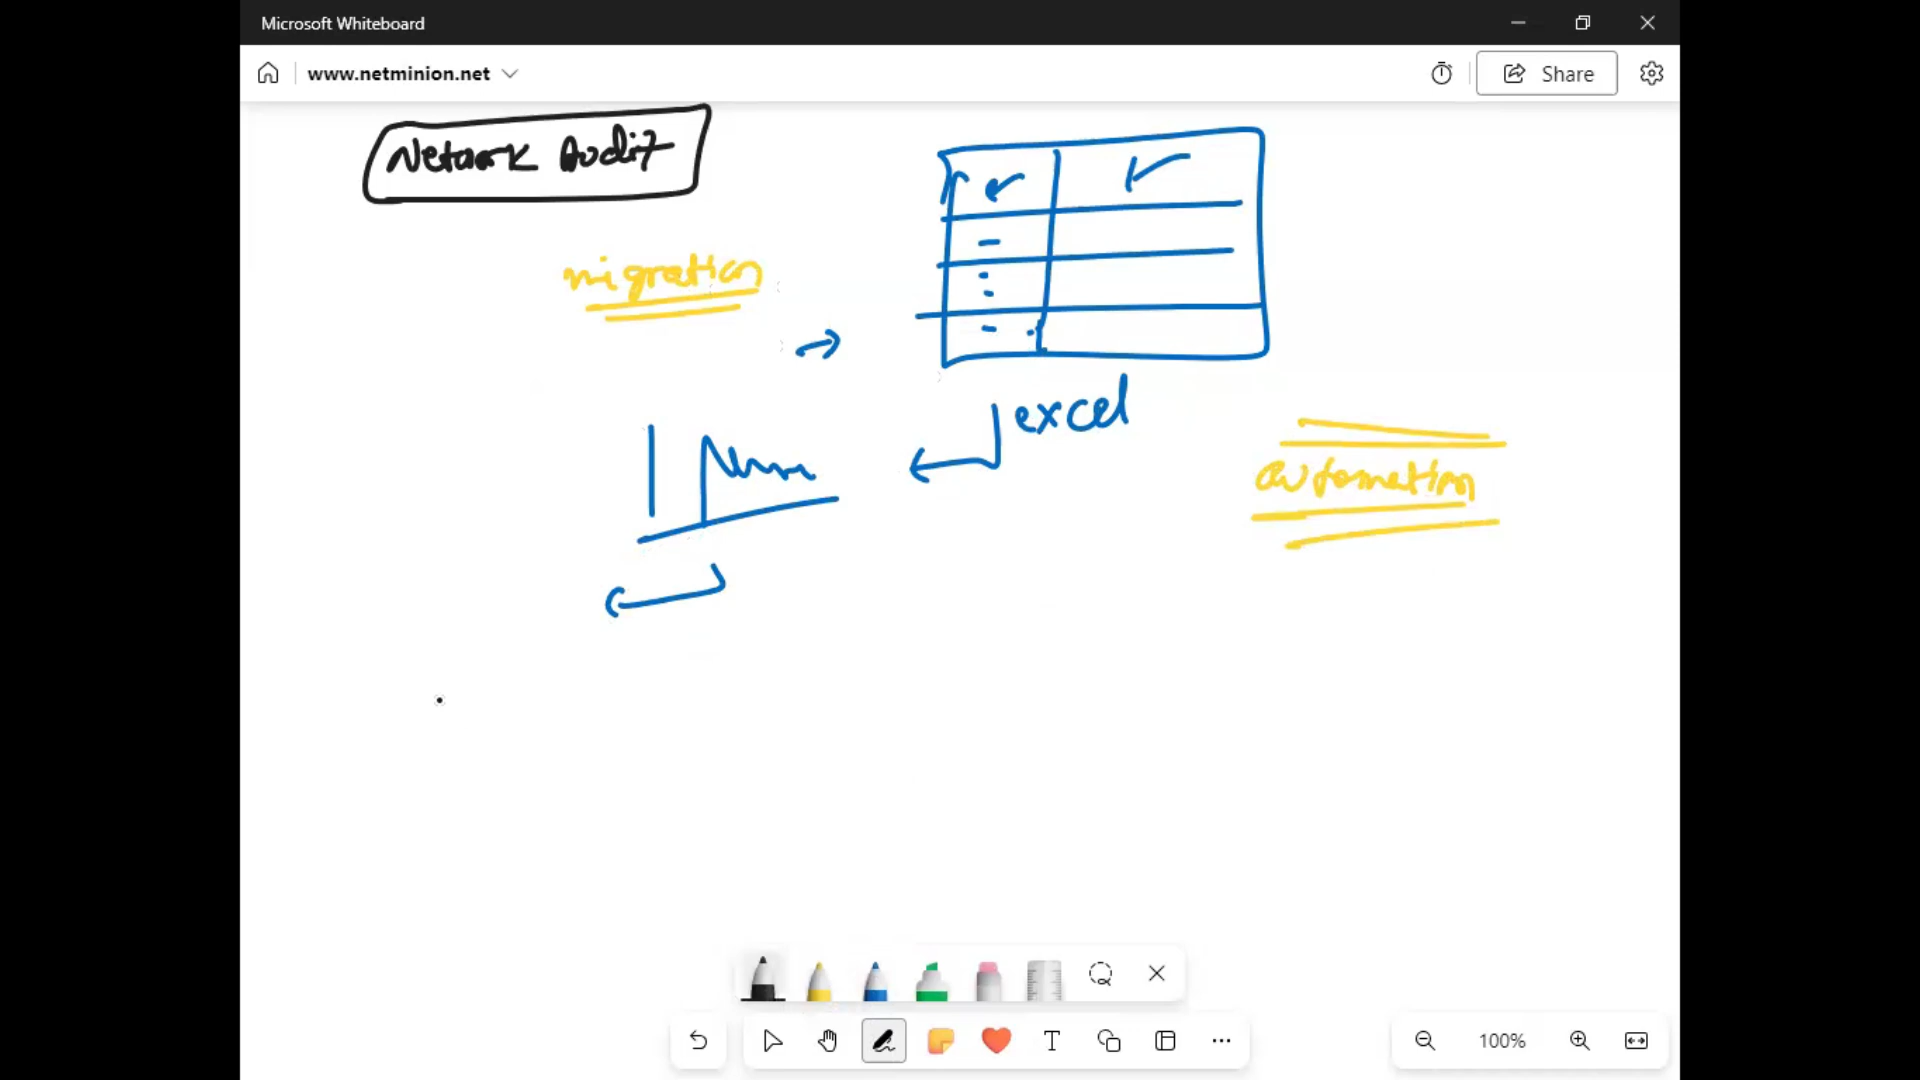 Microsoft Whiteboard
www.netminion.net
Share
Network Audit
migration
excel
automation
100%